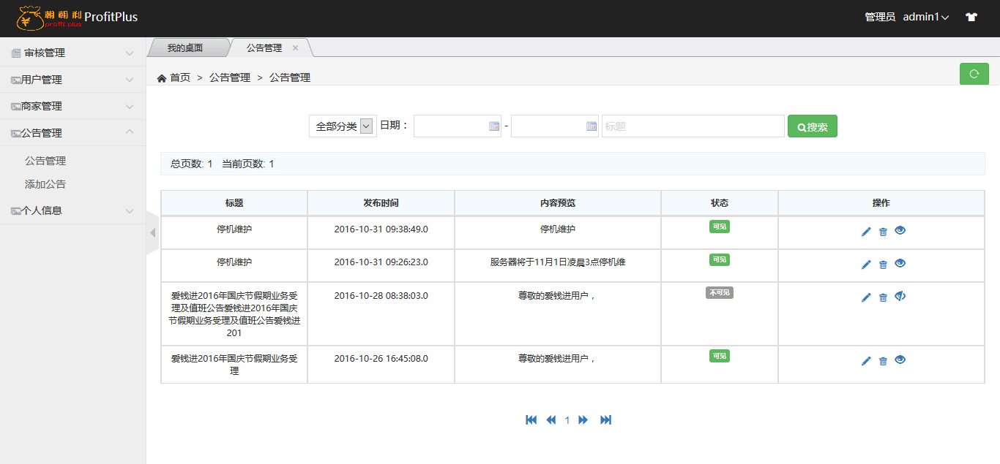 朝朝利 ProfitPlus
profit plus
管理员 admin1
审核管理
用户管理
商家管理
公告管理
公告管理
添加公告
个人信息
我的桌面 公告管理
首页 > 公告管理 > 公告管理
全部分类 日期： - 标题 搜索
总页数: 1 当前页数: 1
标题 发布时间 内容预览 状态 操作
停机维护 2016-10-31 09:38:49.0 停机维护 可见
停机维护 2016-10-31 09:26:23.0 服务器将于11月1日凌晨3点停机维 可见
爱钱进2016年国庆节假期业务受 2016-10-28 08:38:03.0 尊敬的爱钱进用户， 不可见
理及值班公告爱钱进2016年国庆
节假期业务受理及值班公告爱钱进
201
爱钱进2016年国庆节假期业务受 2016-10-26 16:45:08.0 尊敬的爱钱进用户， 可见
理
1